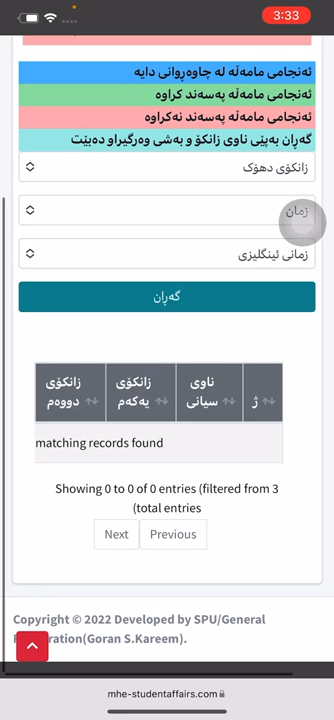 3:33
ئەنجامی مامەڵە لە چاوەڕوانی دایە
ئەنجامی مامەڵە پەسەند کراوە
ئەنجامی مامەڵە پەسەند نەکراوە
گەڕان بەپێی ناوی زانکۆ و بەشی وەرگیراو دەبێت
زانکۆی دهۆک
زمان
زمانی ئینگلیزی
گەڕان
ژ
ناوی سیانی
زانکۆی یەکەم
زانکۆی دووەم
matching records found
Showing 0 to 0 of 0 entries (filtered from 3
(total entries
Next
Previous
Copyright © 2022 Developed by SPU/General
ration(Goran S.Kareem).
mhe-studentaffairs.com